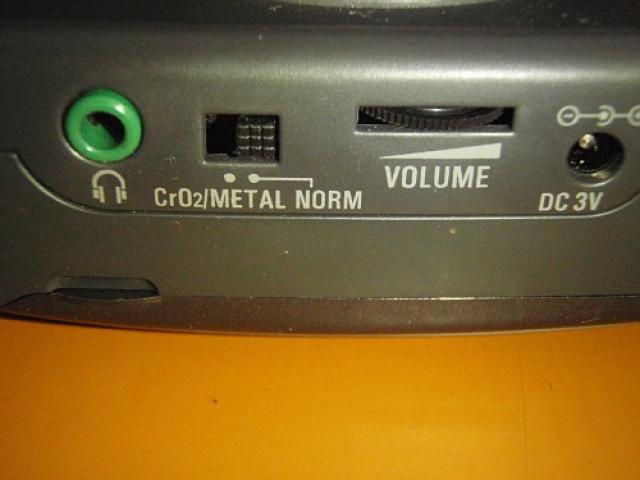 CrO2/METAL NORM
VOLUME
DC 3V